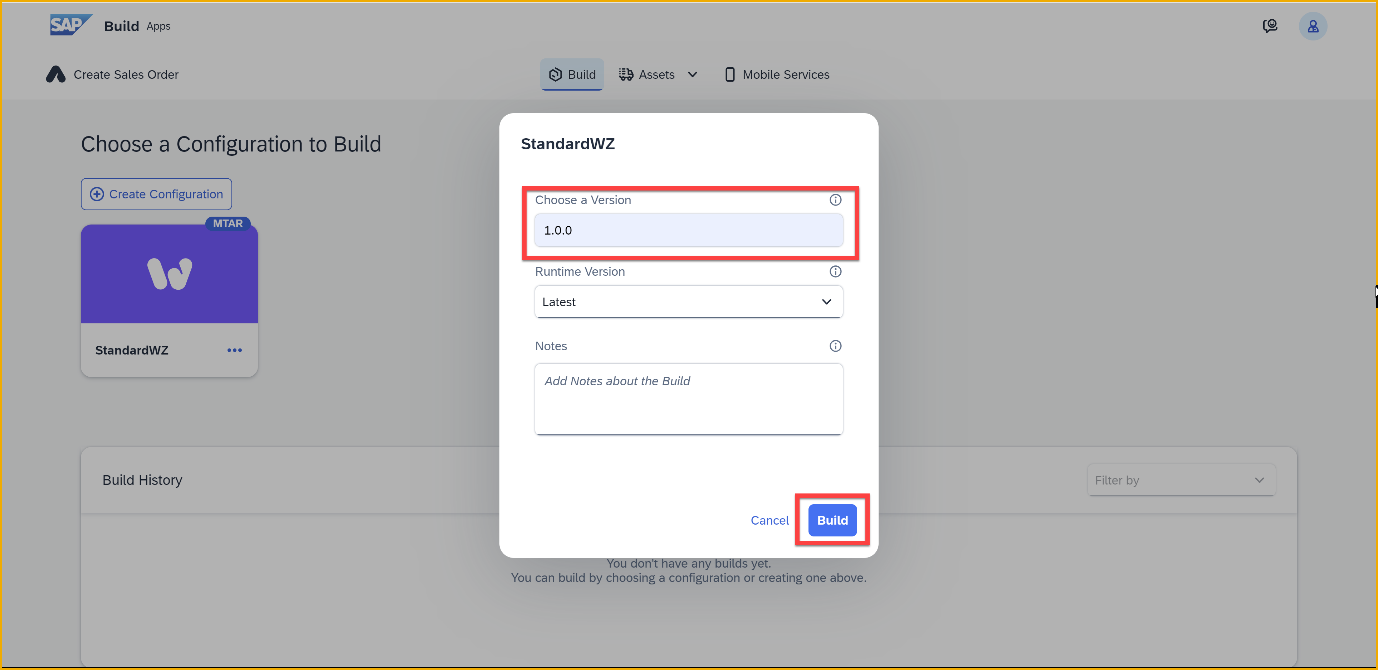 SAP Build Apps
Create Sales Order
Build Assets Mobile Services
Choose a Configuration to Build
Create Configuration
MTAR
W
StandardWZ
StandardWZ
Choose a Version
1.0.0
Runtime Version
Latest
Notes
Add Notes about the Build
Cancel Build
Build History
Filter by
You don't have any builds yet.
You can build by choosing a configuration or creating one above.